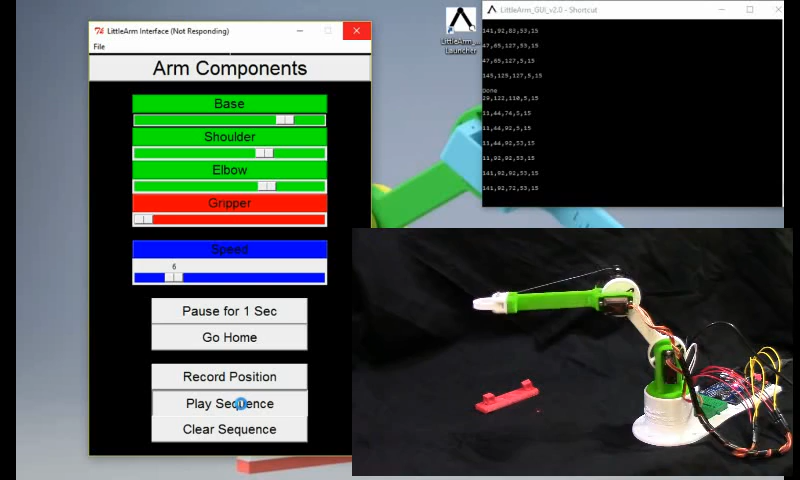 LittleArm Interface (Not Responding)
File
Arm Components
Base
Shoulder
Elbow
Gripper
Speed
6
Pause for 1 Sec
Go Home
Record Position
Play Sequence
Clear Sequence
LittleArm_...
Launcher
LittleArm_GUI_v2.0 - Shortcut
141,92,83,53,15
47,65,127,53,15
47,65,127,5,15
145,125,127,5,15
Done
29,122,110,5,15
11,44,74,5,15
11,44,92,5,15
11,44,92,53,15
11,92,92,53,15
141,92,92,53,15
141,92,72,53,15